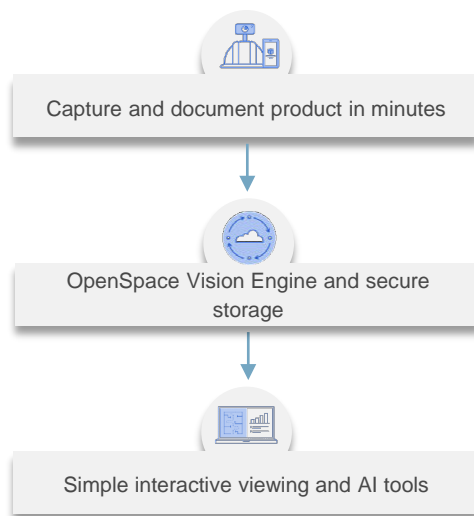 Capture and document product in minutes
OpenSpace Vision Engine and secure
storage
Simple interactive viewing and AI tools